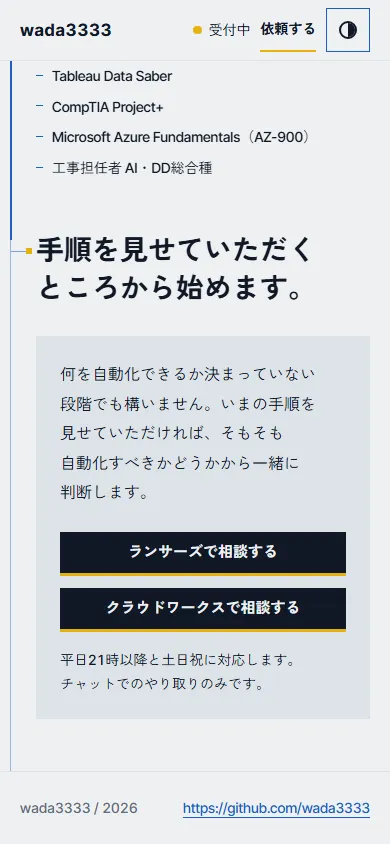 wada3333
受付中
依頼する
Tableau Data Saber
CompTIA Project+
Microsoft Azure Fundamentals（AZ-900）
工事担任者 AI・DD総合種
手順を見せていただく
ところから始めます。
何を自動化できるか決まっていない
段階でも構いません。いまの手順を
見せていただければ、そもそも
自動化すべきかどうかから一緒に
判断します。
ランサーズで相談する
クラウドワークスで相談する
平日21時以降と土日祝に対応します。
チャットでのやり取りのみです。
wada3333 / 2026
https://github.com/wada3333